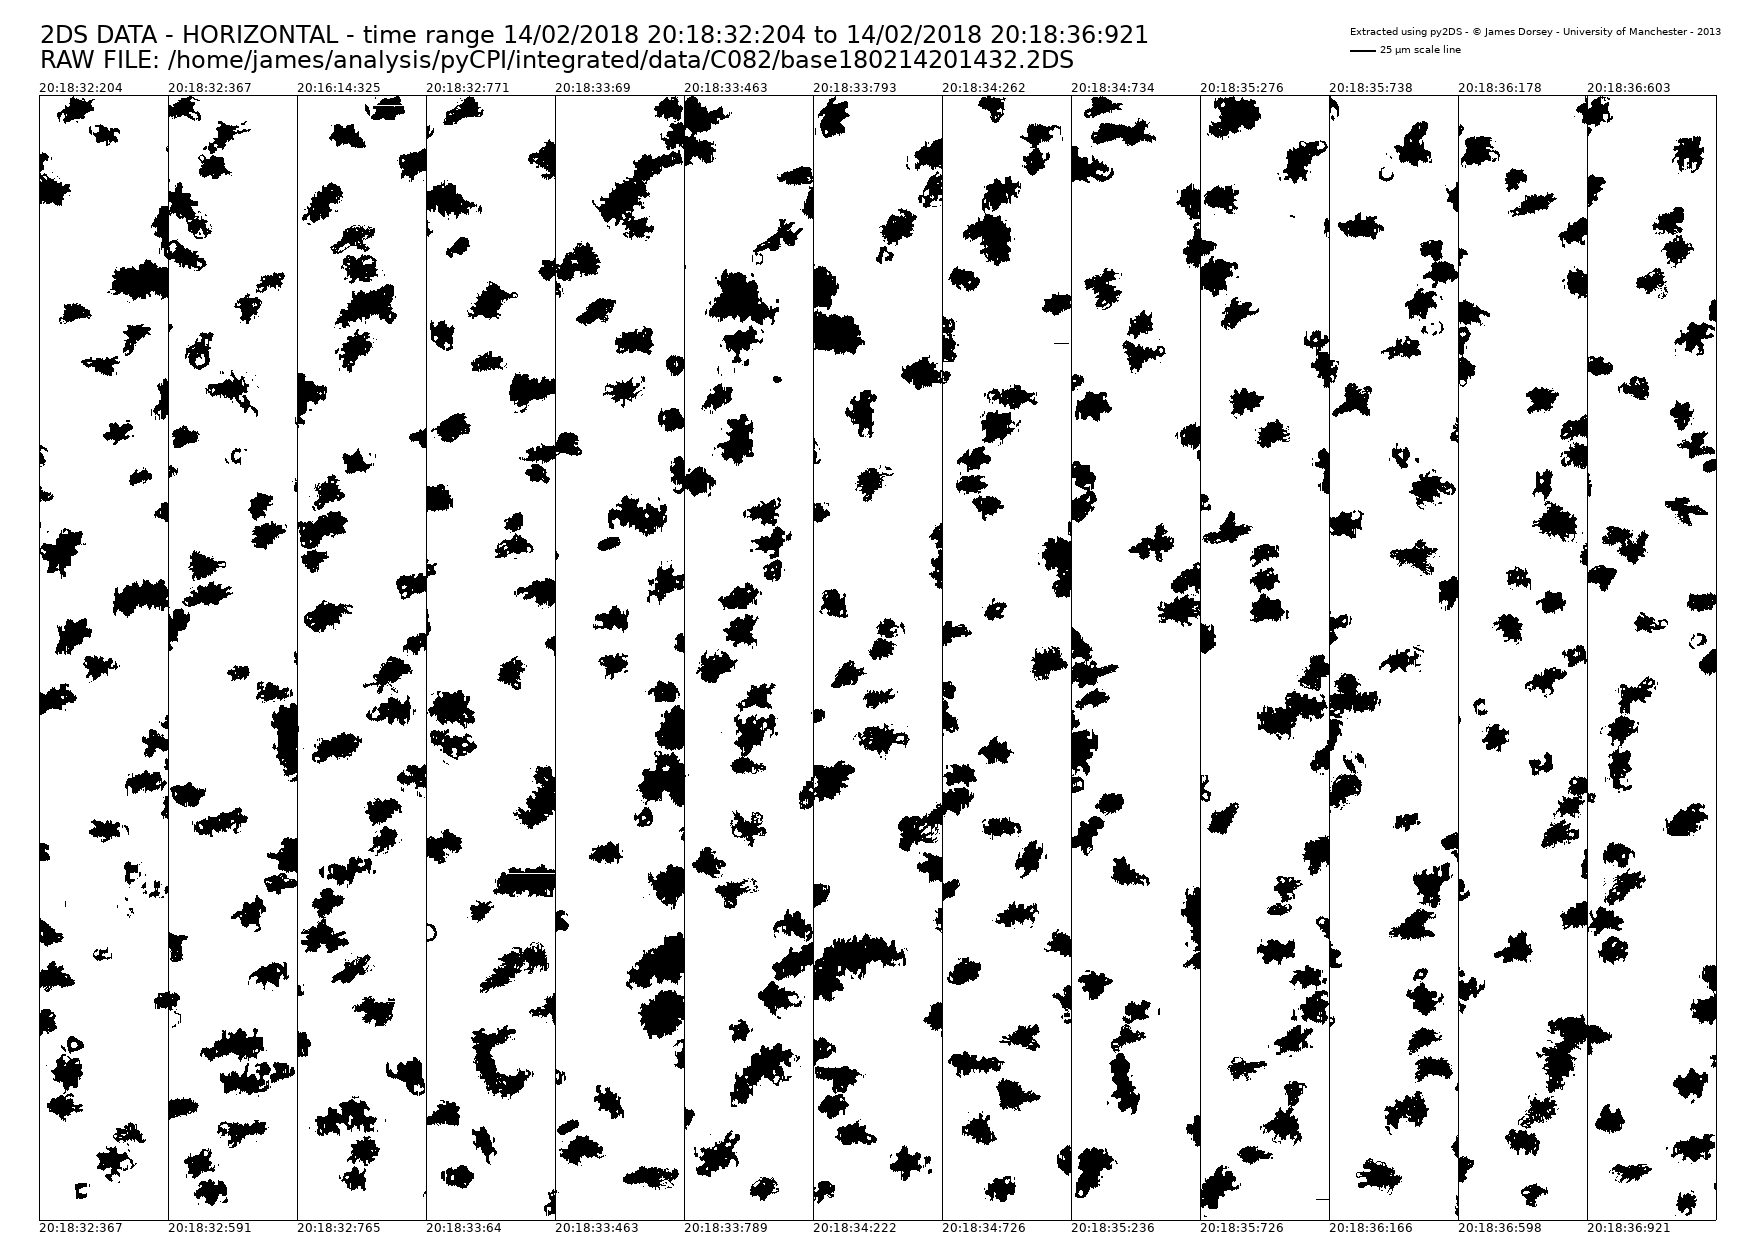 2DS DATA - HORIZONTAL - time range 14/02/2018 20:18:32:204 to 14/02/2018 20:18:36:921
RAW FILE: /home/james/analysis/pyCPI/integrated/data/C082/base180214201432.2DS
Extracted using py2DS - © James Dorsey - University of Manchester - 2013
25 µm scale line
20:18:32:204 20:18:32:367 20:16:14:325 20:18:32:771 20:18:33:69 20:18:33:463 20:18:33:793 20:18:34:262 20:18:34:734 20:18:35:276 20:18:35:738 20:18:36:178 20:18:36:603
20:18:32:367 20:18:32:591 20:18:32:765 20:18:33:64 20:18:33:463 20:18:33:789 20:18:34:222 20:18:34:726 20:18:35:236 20:18:35:726 20:18:36:166 20:18:36:598 20:18:36:921